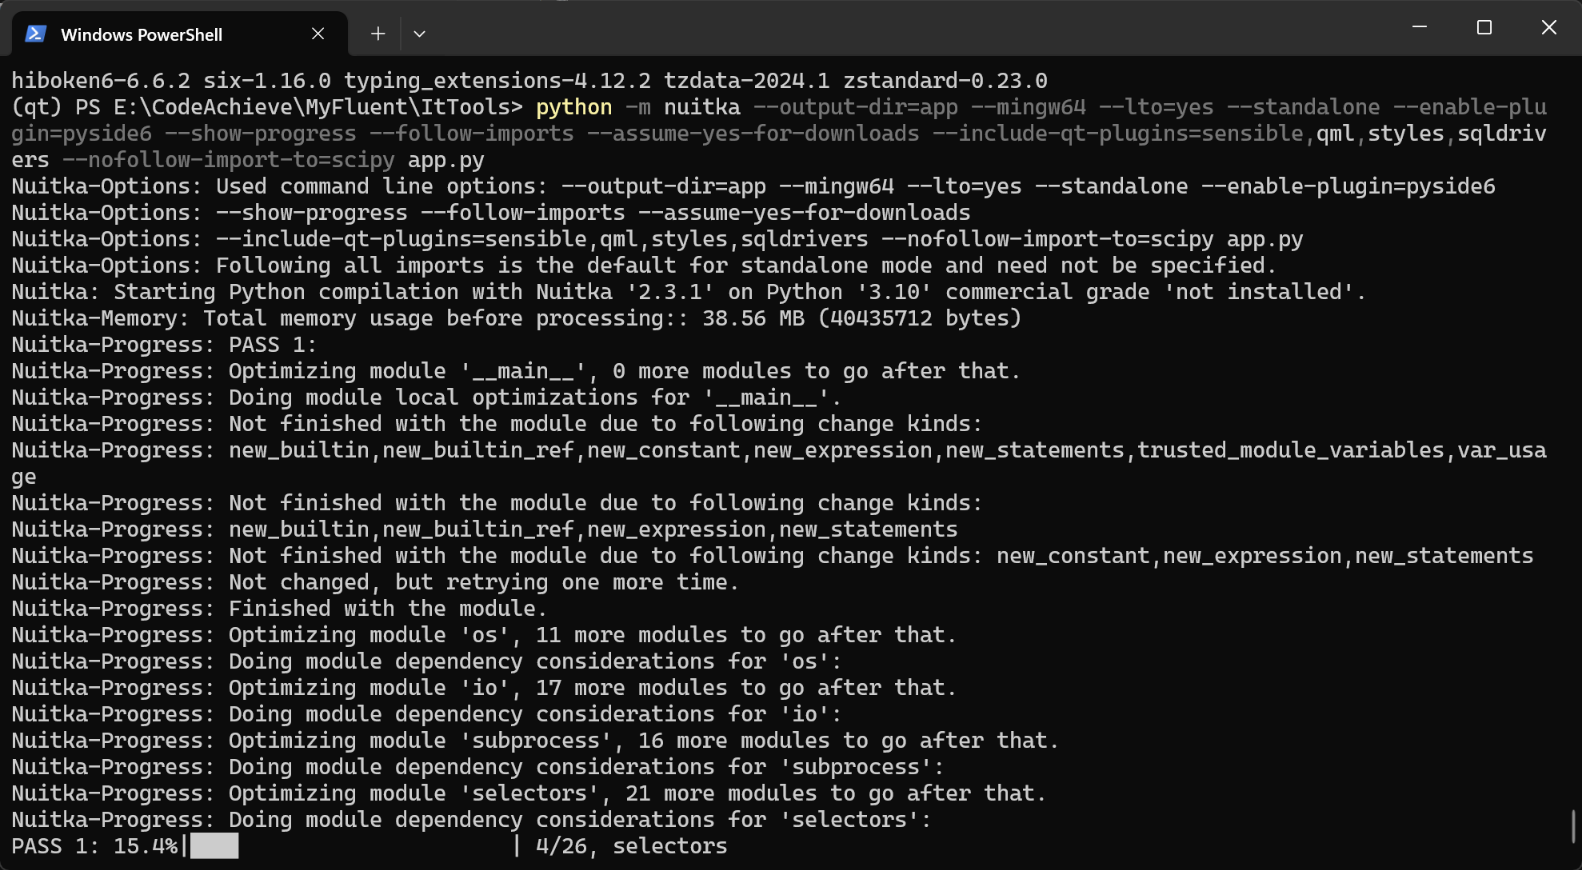 Windows PowerShell
hiboken6-6.6.2 six-1.16.0 typing_extensions-4.12.2 tzdata-2024.1 zstandard-0.23.0
(qt) PS E:\CodeAchieve\MyFluent\ItTools> python -m nuitka --output-dir=app --mingw64 --lto=yes --standalone --enable-plu
gin=pyside6 --show-progress --follow-imports --assume-yes-for-downloads --include-qt-plugins=sensible,qml,styles,sqldriv
ers --nofollow-import-to=scipy app.py
Nuitka-Options: Used command line options: --output-dir=app --mingw64 --lto=yes --standalone --enable-plugin=pyside6
Nuitka-Options: --show-progress --follow-imports --assume-yes-for-downloads
Nuitka-Options: --include-qt-plugins=sensible,qml,styles,sqldrivers --nofollow-import-to=scipy app.py
Nuitka-Options: Following all imports is the default for standalone mode and need not be specified.
Nuitka: Starting Python compilation with Nuitka '2.3.1' on Python '3.10' commercial grade 'not installed'.
Nuitka-Memory: Total memory usage before processing:: 38.56 MB (40435712 bytes)
Nuitka-Progress: PASS 1:
Nuitka-Progress: Optimizing module '__main__', 0 more modules to go after that.
Nuitka-Progress: Doing module local optimizations for '__main__'.
Nuitka-Progress: Not finished with the module due to following change kinds:
Nuitka-Progress: new_builtin,new_builtin_ref,new_constant,new_expression,new_statements,trusted_module_variables,var_usa
ge
Nuitka-Progress: Not finished with the module due to following change kinds:
Nuitka-Progress: new_builtin,new_builtin_ref,new_expression,new_statements
Nuitka-Progress: Not finished with the module due to following change kinds: new_constant,new_expression,new_statements
Nuitka-Progress: Not changed, but retrying one more time.
Nuitka-Progress: Finished with the module.
Nuitka-Progress: Optimizing module 'os', 11 more modules to go after that.
Nuitka-Progress: Doing module dependency considerations for 'os':
Nuitka-Progress: Optimizing module 'io', 17 more modules to go after that.
Nuitka-Progress: Doing module dependency considerations for 'io':
Nuitka-Progress: Optimizing module 'subprocess', 16 more modules to go after that.
Nuitka-Progress: Doing module dependency considerations for 'subprocess':
Nuitka-Progress: Optimizing module 'selectors', 21 more modules to go after that.
Nuitka-Progress: Doing module dependency considerations for 'selectors':
PASS 1: 15.4%| | 4/26, selectors